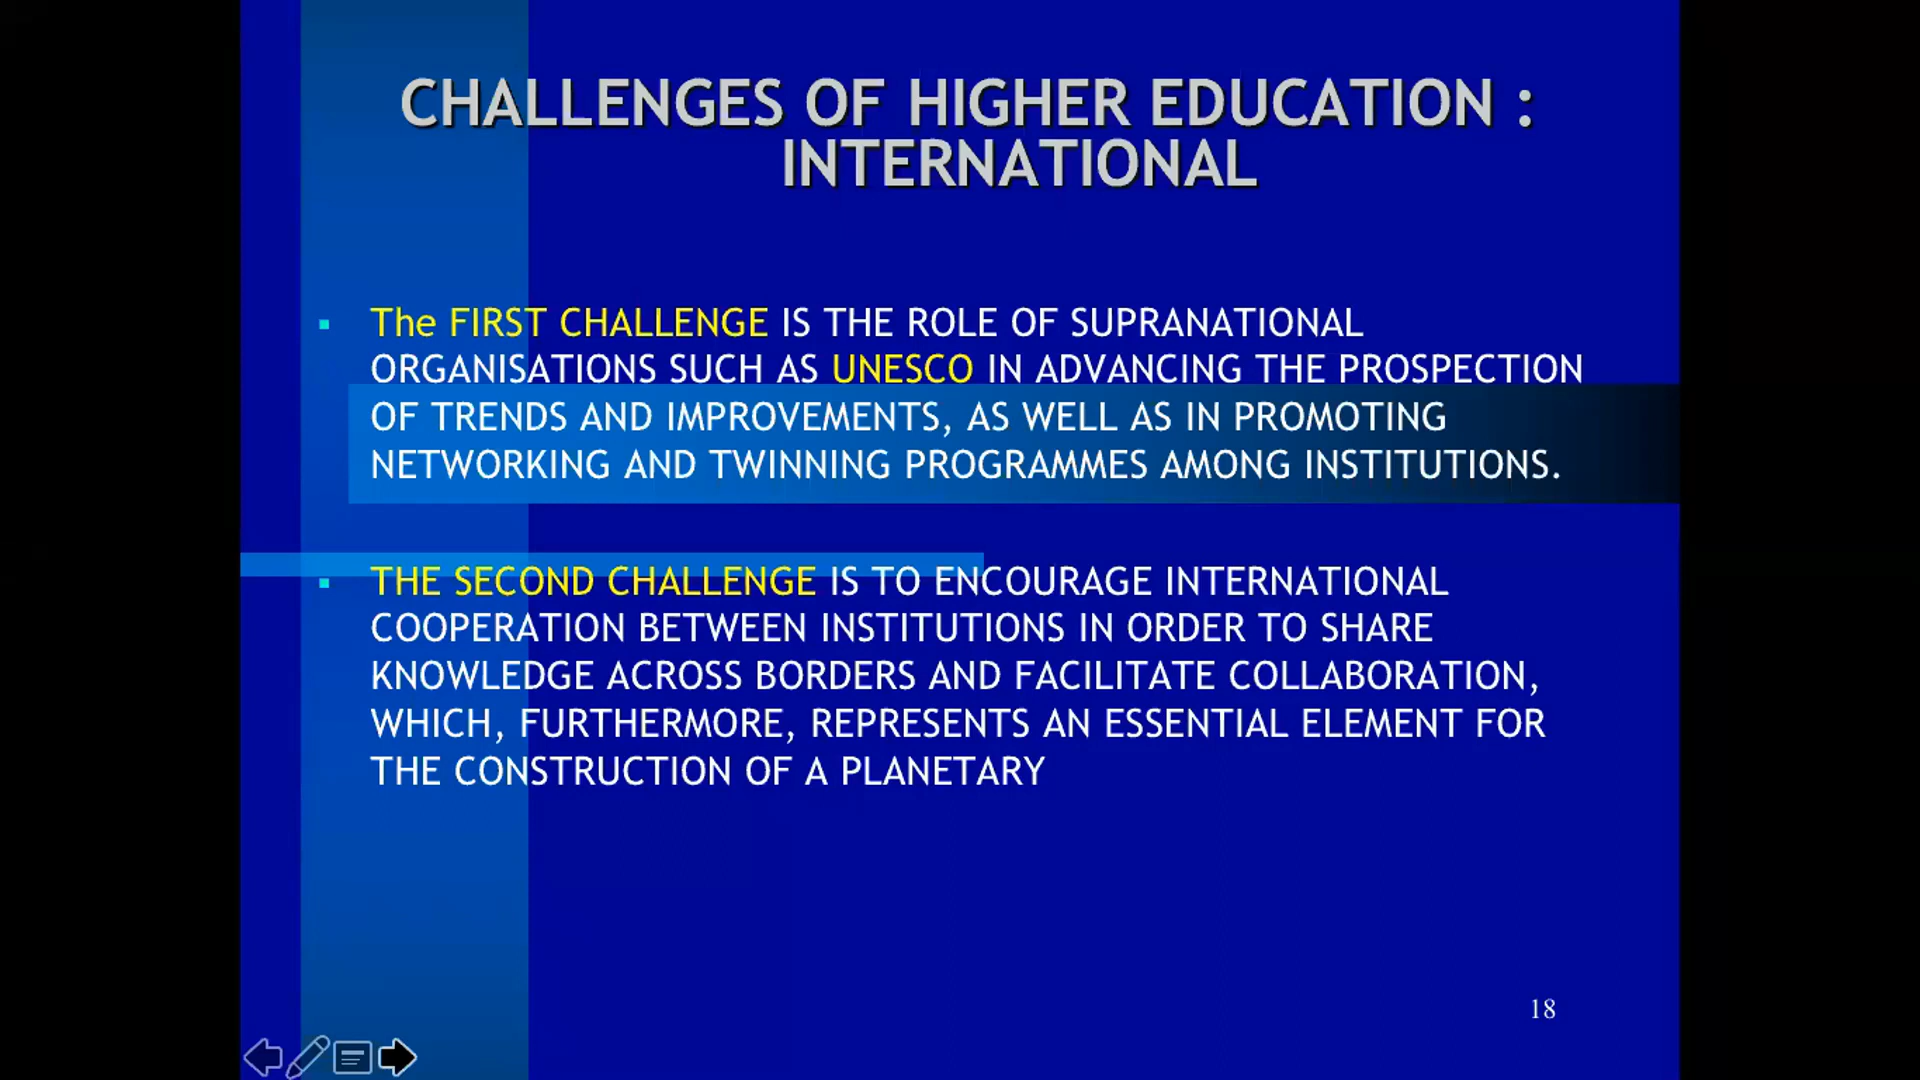 CHALLENGES OF HIGHER EDUCATION :
INTERNATIONAL
The FIRST CHALLENGE IS THE ROLE OF SUPRANATIONAL
ORGANISATIONS SUCH AS UNESCO IN ADVANCING THE PROSPECTION
OF TRENDS AND IMPROVEMENTS, AS WELL AS IN PROMOTING
NETWORKING AND TWINNING PROGRAMMES AMONG INSTITUTIONS.
THE SECOND CHALLENGE IS TO ENCOURAGE INTERNATIONAL
COOPERATION BETWEEN INSTITUTIONS IN ORDER TO SHARE
KNOWLEDGE ACROSS BORDERS AND FACILITATE COLLABORATION,
WHICH, FURTHERMORE, REPRESENTS AN ESSENTIAL ELEMENT FOR
THE CONSTRUCTION OF A PLANETARY
18